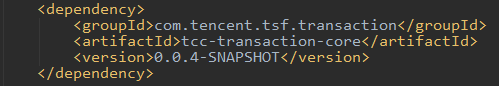 <dependency>
<groupId>com.tencent.tsf.transaction</groupId>
<artifactId>tcc-transaction-core</artifactId>
<version>0.0.4-SNAPSHOT</version>
</dependency>